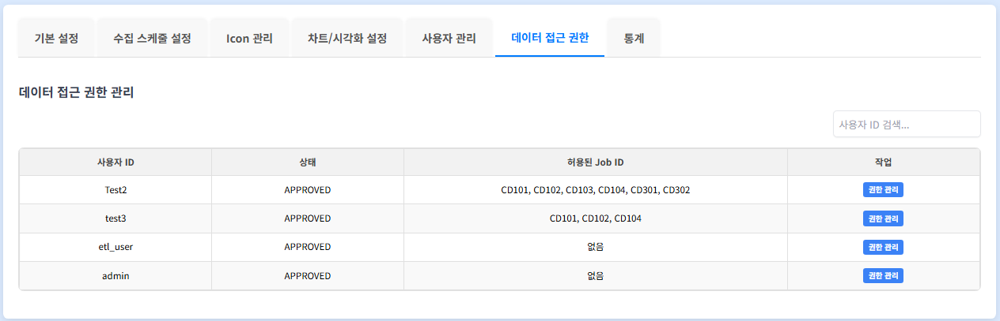 기본 설정 수집 스케줄 설정 Icon 관리 차트/시각화 설정 사용자 관리 데이터 접근 권한 통계
데이터 접근 권한 관리
사용자 ID 검색...
사용자 ID 상태 허용된 Job ID 작업
Test2 APPROVED CD101, CD102, CD103, CD104, CD301, CD302 권한 관리
test3 APPROVED CD101, CD102, CD104 권한 관리
etl_user APPROVED 없음 권한 관리
admin APPROVED 없음 권한 관리